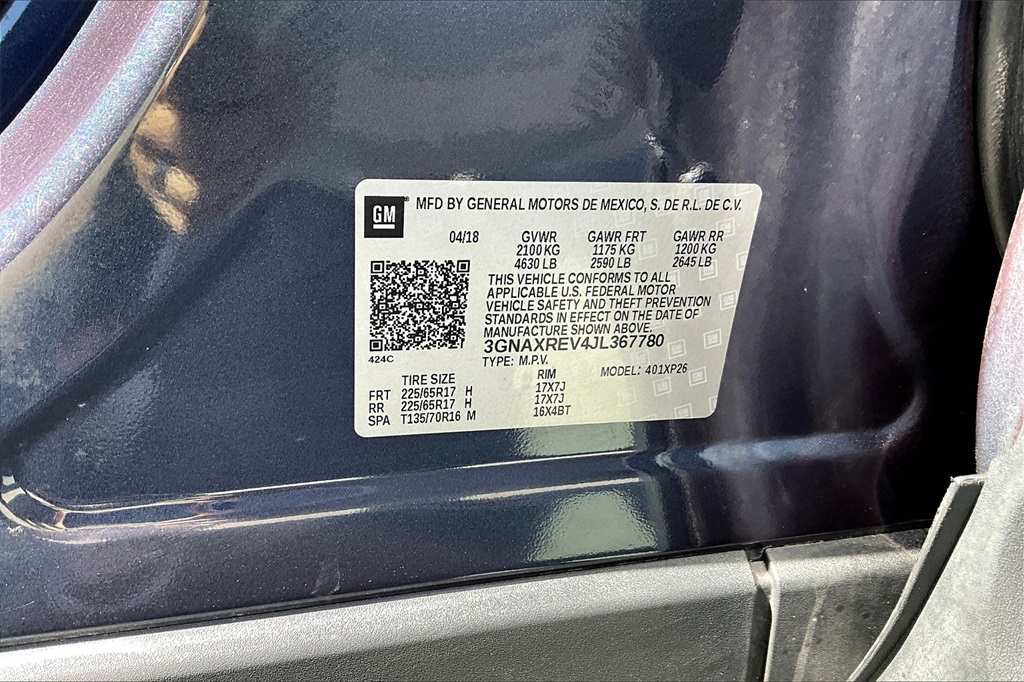 GM® MFD BY GENERAL MOTORS DE MEXICO, S. DE R.L. DE C.V.
04/18 GVWR GAWR FRT GAWR RR
2100 KG 1175 KG 1200 KG
4630 LB 2590 LB 2645 LB
THIS VEHICLE CONFORMS TO ALL
APPLICABLE U.S. FEDERAL MOTOR
VEHICLE SAFETY AND THEFT PREVENTION
STANDARDS IN EFFECT ON THE DATE OF
MANUFACTURE SHOWN ABOVE.
3GNAXREV4JL367780
424C TYPE: M.P.V. MODEL: 401XP26
TIRE SIZE RIM
FRT 225/65R17 H 17X7J
RR 225/65R17 H 17X7J
SPA T135/70R16 M 16X4BT